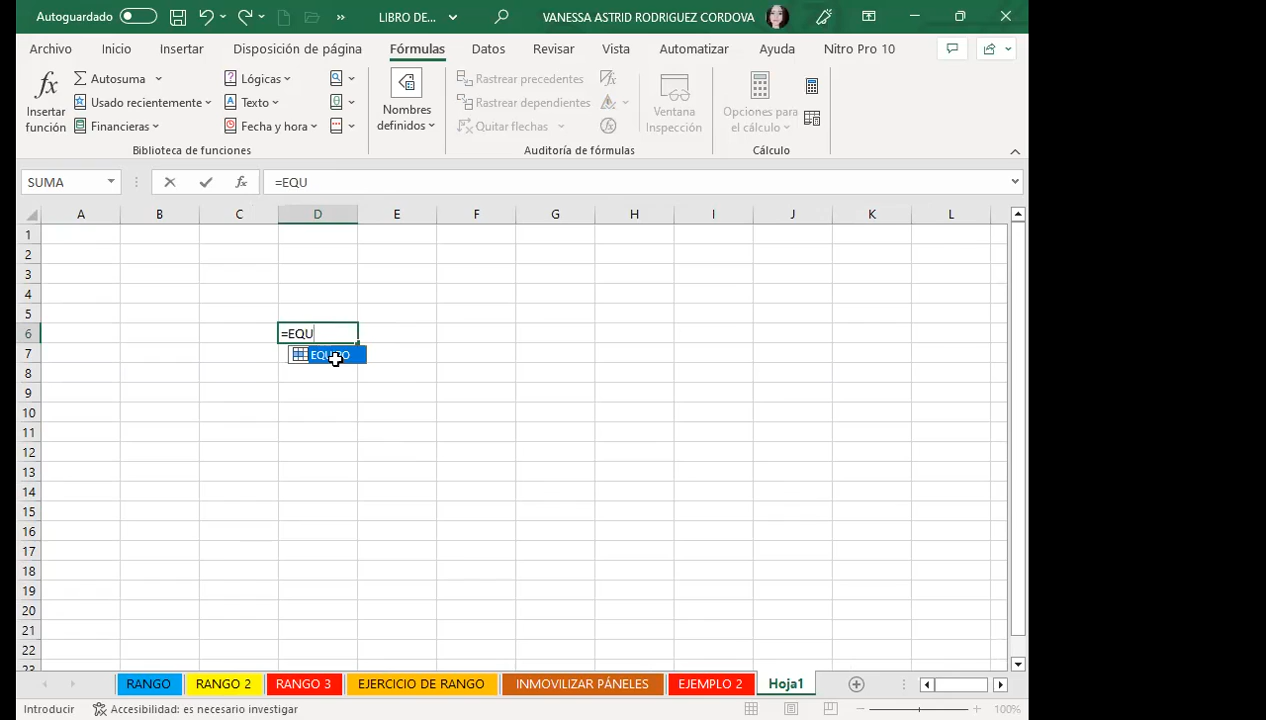 Autoguardado LIBRO DE... VANESSA ASTRID RODRIGUEZ CORDOVA
Archivo Inicio Insertar Disposición de página Fórmulas Datos Revisar Vista Automatizar Ayuda Nitro Pro 10
fx Insertar función
Autosuma
Usado recientemente
Financieras
Lógicas
Texto
Fecha y hora
Biblioteca de funciones
Nombres definidos
Rastrear precedentes
Rastrear dependientes
Quitar flechas
Ventana Inspección
Auditoría de fórmulas
Opciones para el cálculo
Cálculo
SUMA fx =EQU
A B C D E F G H I J K L
1
2
3
4
5
6 =EQU
7
8
9
10
11
12
13
14
15
16
17
18
19
20
21
22
23
RANGO RANGO 2 RANGO 3 EJERCICIO DE RANGO INMOVILIZAR PÁNELES EJEMPLO 2 Hoja1
Introducir Accesibilidad: es necesario investigar 100%